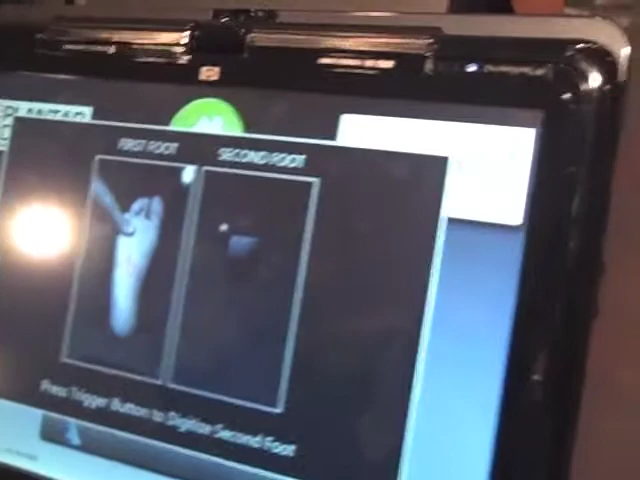 FIRST FOOT
SECOND FOOT
Press Trigger Button to Digitize Second Foot